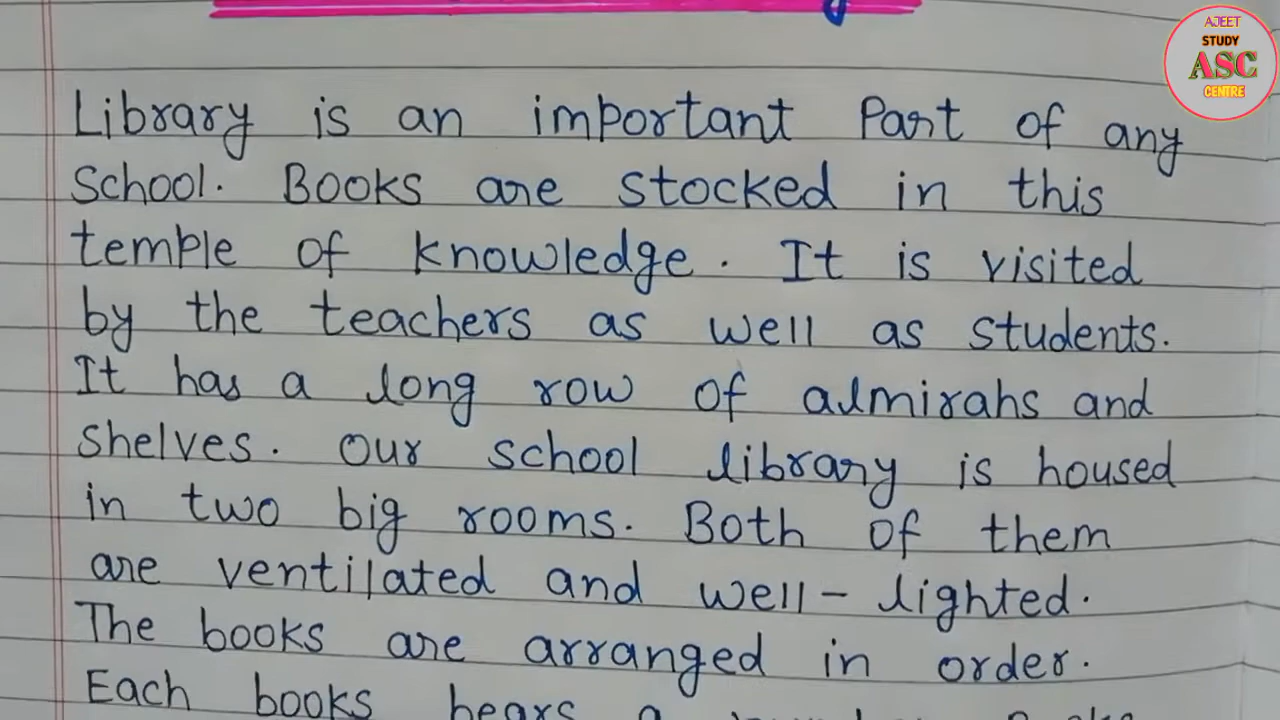 AJEET
STUDY
ASC
CENTRE
Library is an important Part of any
School. Books are stocked in this
temple of knowledge. It is visited
by the teachers as well as students.
It has a long row of almirahs and
shelves. Our school library is housed
in two big rooms. Both of them
are ventilated and well-lighted.
The books are arranged in order.
Each books bears a